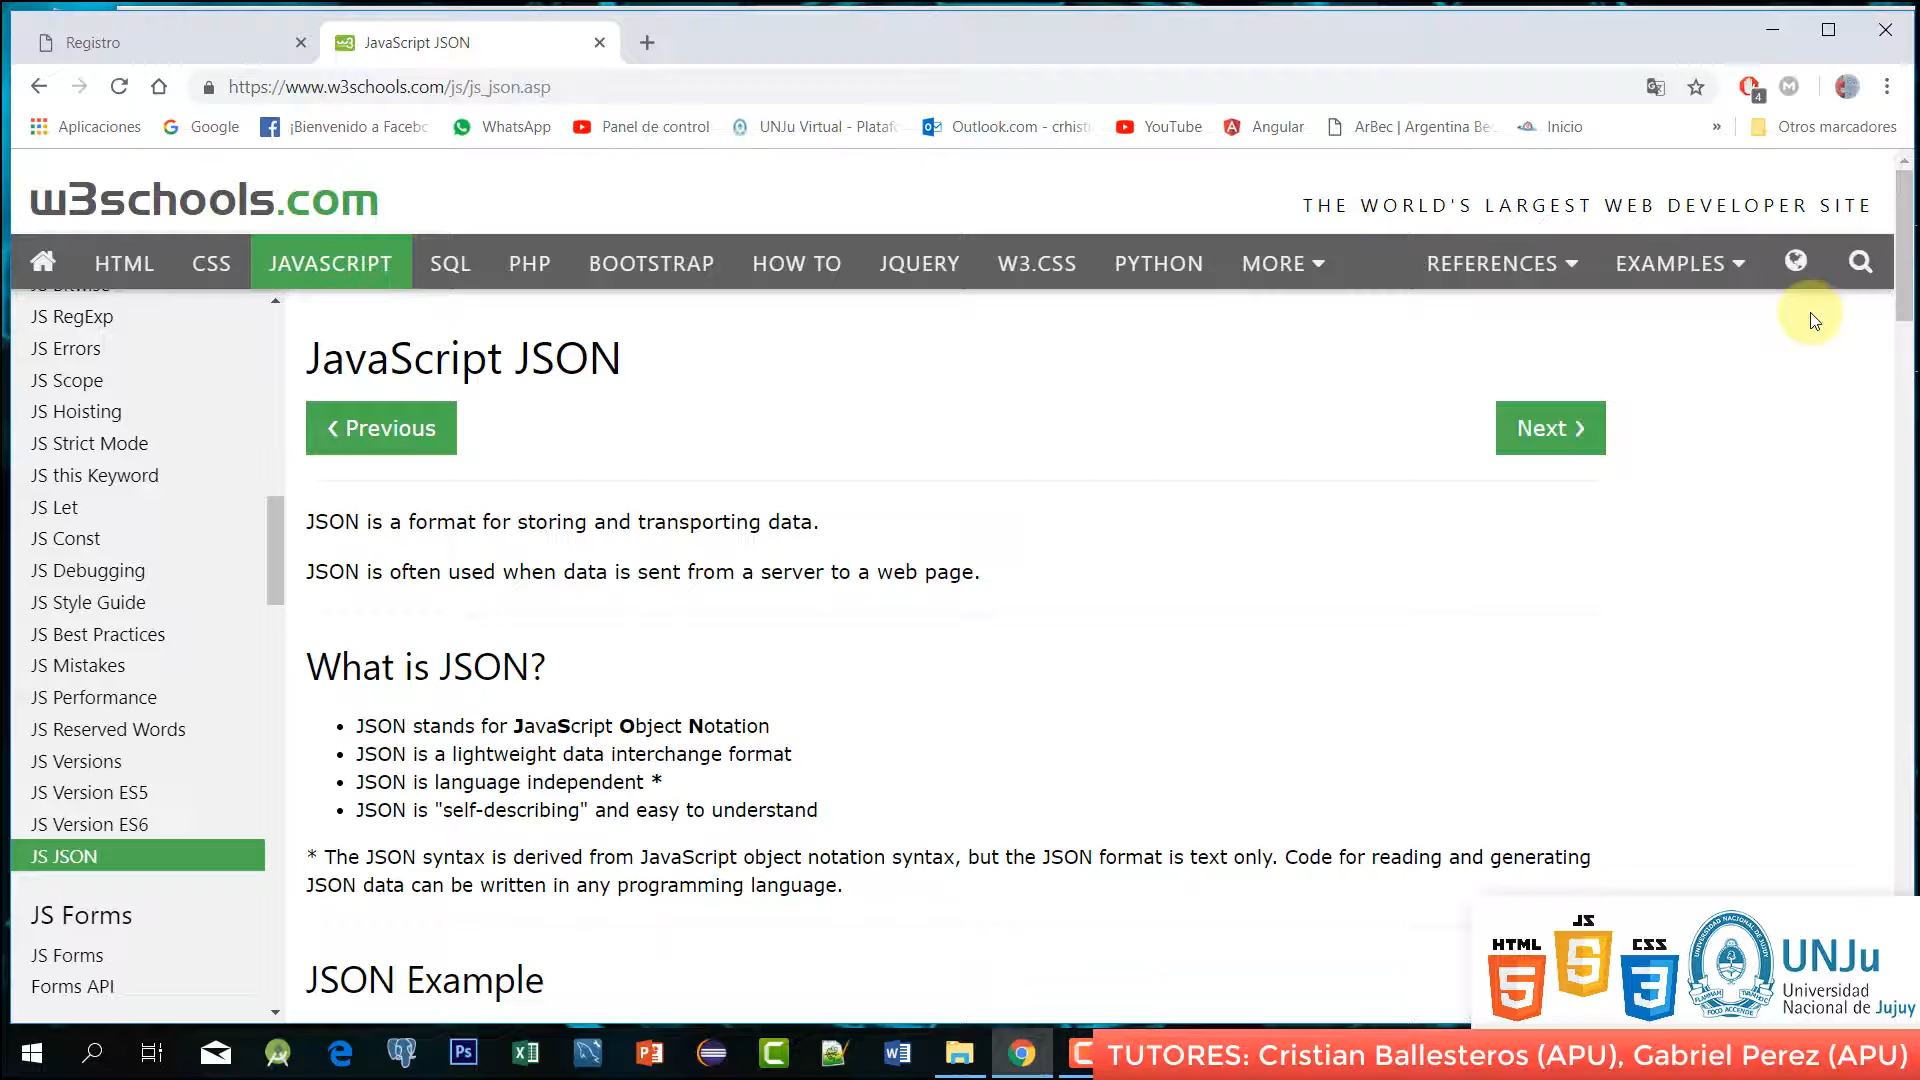 Registro
JavaScript JSON
https://www.w3schools.com/js/js_json.asp
4
Aplicaciones
Google
¡Bienvenido a Facebo
WhatsApp
Panel de control
UNJu Virtual - Plataf
Outlook.com - crhist
YouTube
Angular
ArBec | Argentina Be
Inicio
»
Otros marcadores
w3schools.com
THE WORLD'S LARGEST WEB DEVELOPER SITE
HTML
CSS
JAVASCRIPT
SQL
PHP
BOOTSTRAP
HOW TO
JQUERY
W3.CSS
PYTHON
MORE
REFERENCES
EXAMPLES
JS Bitwise
JS RegExp
JS Errors
JS Scope
JS Hoisting
JS Strict Mode
JS this Keyword
JS Let
JS Const
JS Debugging
JS Style Guide
JS Best Practices
JS Mistakes
JS Performance
JS Reserved Words
JS Versions
JS Version ES5
JS Version ES6
JS JSON
JS Forms
JS Forms
Forms API
JavaScript JSON
❮ Previous
Next ❯
JSON is a format for storing and transporting data.
JSON is often used when data is sent from a server to a web page.
What is JSON?
• JSON stands for JavaScript Object Notation
• JSON is a lightweight data interchange format
• JSON is language independent *
• JSON is "self-describing" and easy to understand
* The JSON syntax is derived from JavaScript object notation syntax, but the JSON format is text only. Code for reading and generating
JSON data can be written in any programming language.
JSON Example
HTML
5
JS
5
CSS
3
UNJu
Universidad
Nacional de Jujuy
Ps
TUTORES: Cristian Ballesteros (APU), Gabriel Perez (APU)